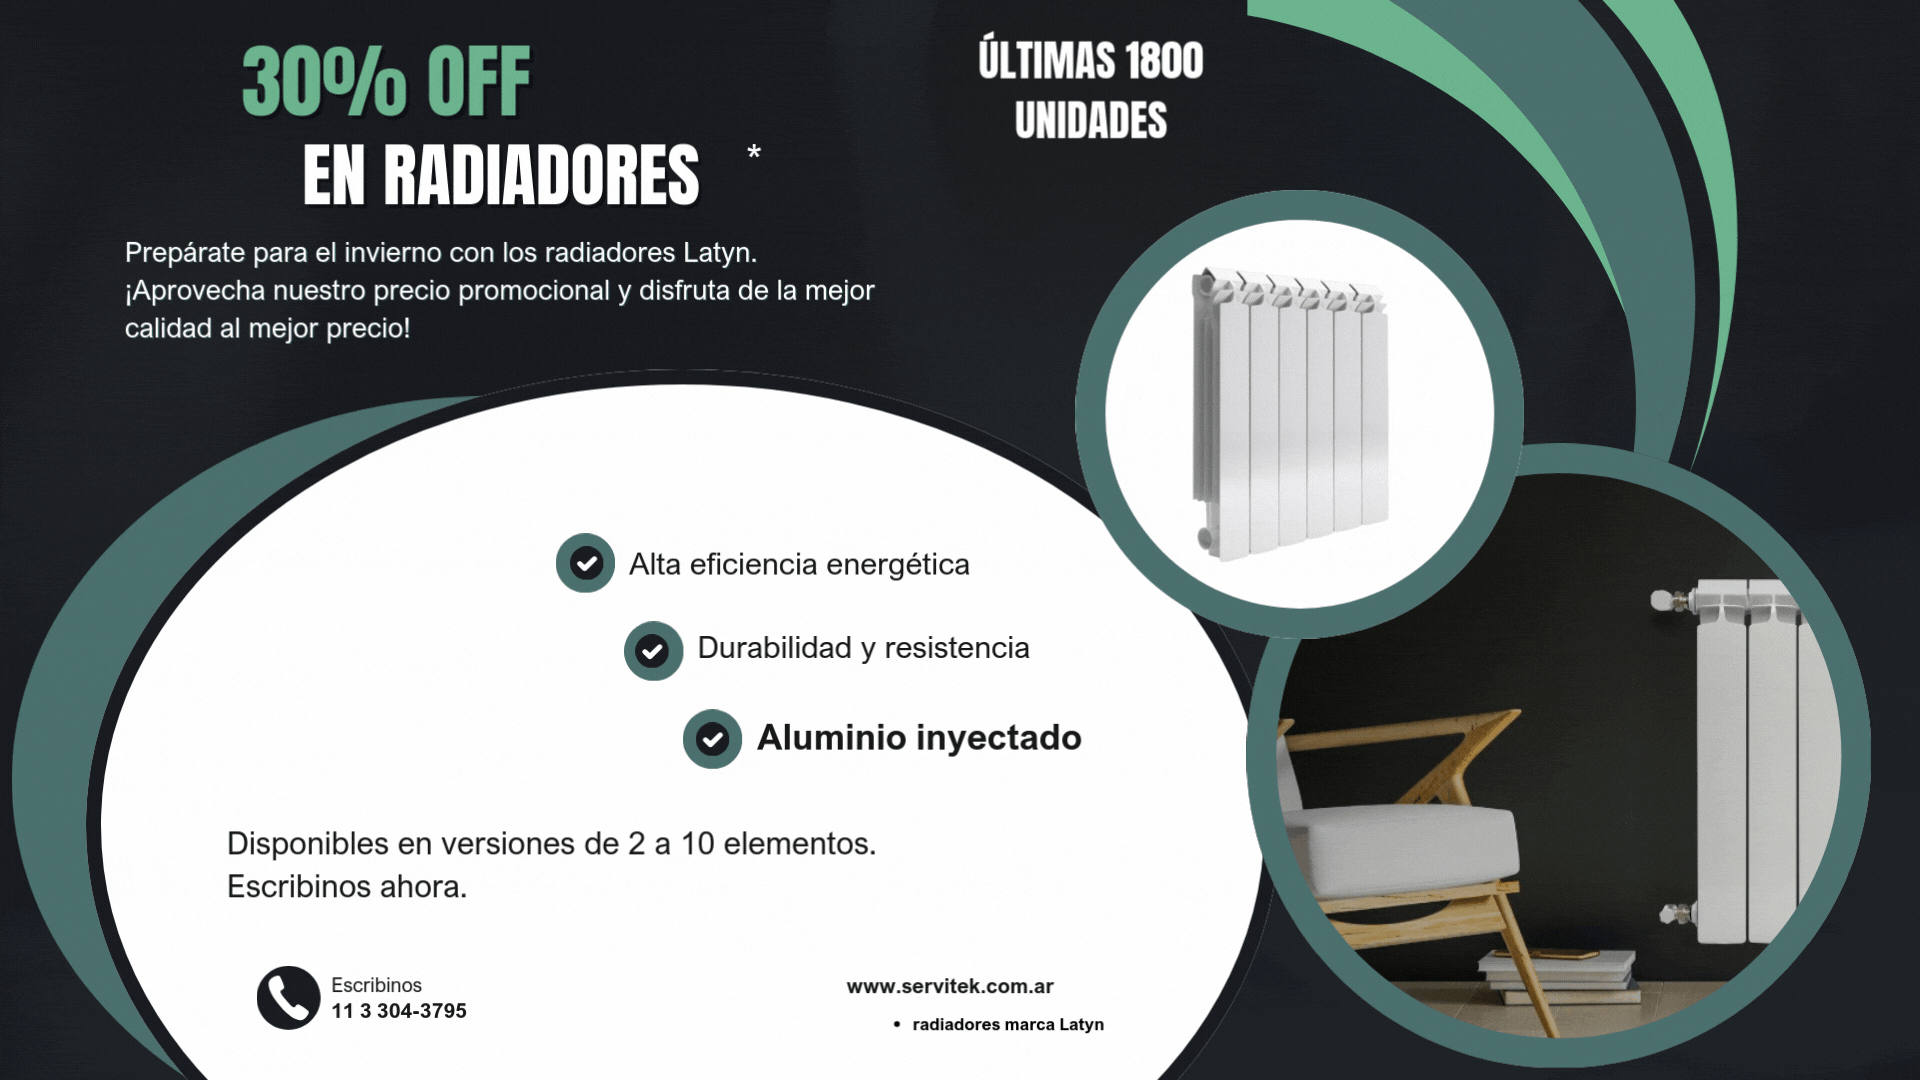 30% OFF
EN RADIADORES *
ÚLTIMAS 1800
UNIDADES
Prepárate para el invierno con los radiadores Latyn.
¡Aprovecha nuestro precio promocional y disfruta de la mejor
calidad al mejor precio!
Alta eficiencia energética
Durabilidad y resistencia
Aluminio inyectado
Disponibles en versiones de 2 a 10 elementos.
Escribinos ahora.
Escribinos
11 3 304-3795
www.servitek.com.ar
• radiadores marca Latyn